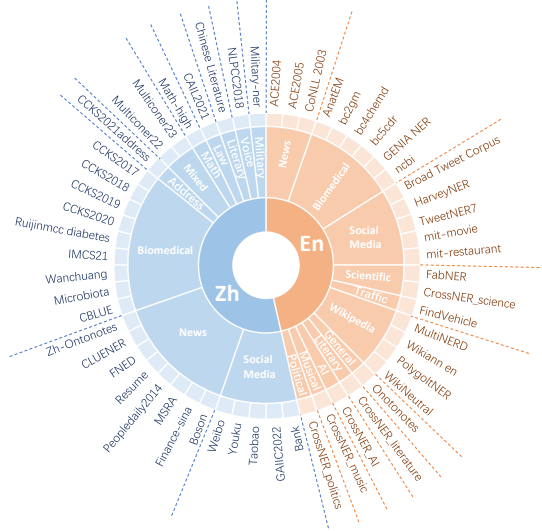 En
Zh
News
Biomedical
Social
Media
Scientific
Traffic
Wikipedia
General
Literary
AI
Musical
Political
Social
Media
News
Biomedical
Address
Mixed
Math
Law
Literary
Voice
Military
ACE2004
ACE2005
CoNLL 2003
AnatEM
bc2gm
bc4chemd
bc5cdr
GENIA NER
ncbi
Broad Tweet Corpus
HarveyNER
TweetNER7
mit-movie
mit-restaurant
FabNER
CrossNER_science
FindVehicle
MultiNERD
Wikiann en
PolygoltNER
WikiNeutral
Onotonotes
CrossNER_literature
CrossNER_AI
CrossNER_music
CrossNER_politics
Bank
GAIIC2022
Taobao
Youku
Weibo
Boson
Finance-sina
MSRA
Peopledaily2014
Resume
FNED
CLUENER
Zh-Ontonotes
CBLUE
Microbiota
Wanchuang
IMCS21
Ruijinmcc diabetes
CCKS2020
CCKS2019
CCKS2018
CCKS2017
CCKS2021address
Multiconer22
Multiconer23
Math-high
CAIL2021
Chinese Literature
NLPCC2018
Military-ner